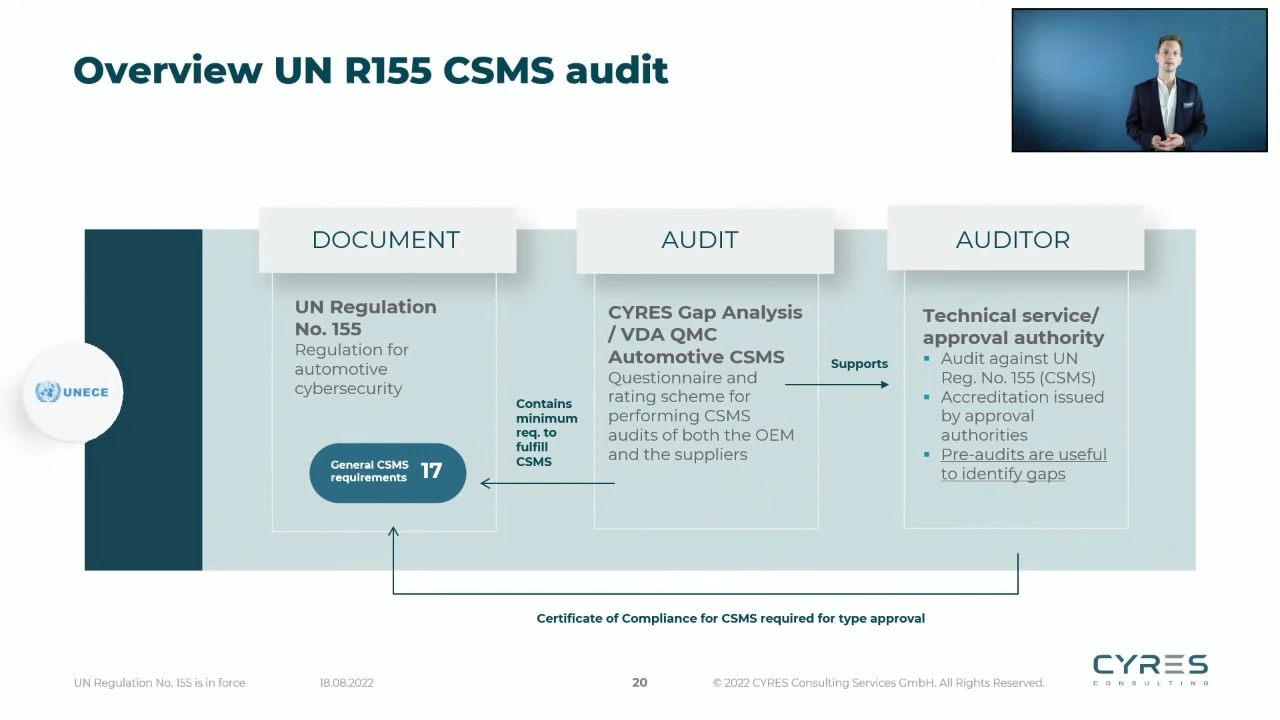 Overview UN R155 CSMS audit
DOCUMENT
AUDIT
AUDITOR
UNECE
UN Regulation
No. 155
Regulation for
automotive
cybersecurity
General CSMS
requirements
17
Contains
minimum
req. to
fulfill
CSMS
CYRES Gap Analysis
/ VDA QMC
Automotive CSMS
Questionnaire and
rating scheme for
performing CSMS
audits of both the OEM
and the suppliers
Supports
Technical service/
approval authority
▪ Audit against UN
Reg. No. 155 (CSMS)
▪ Accreditation issued
by approval
authorities
▪ Pre-audits are useful
to identify gaps
Certificate of Compliance for CSMS required for type approval
UN Regulation No. 155 is in force
18.08.2022
20
© 2022 CYRES Consulting Services GmbH. All Rights Reserved.
CYRES
CONSULTING